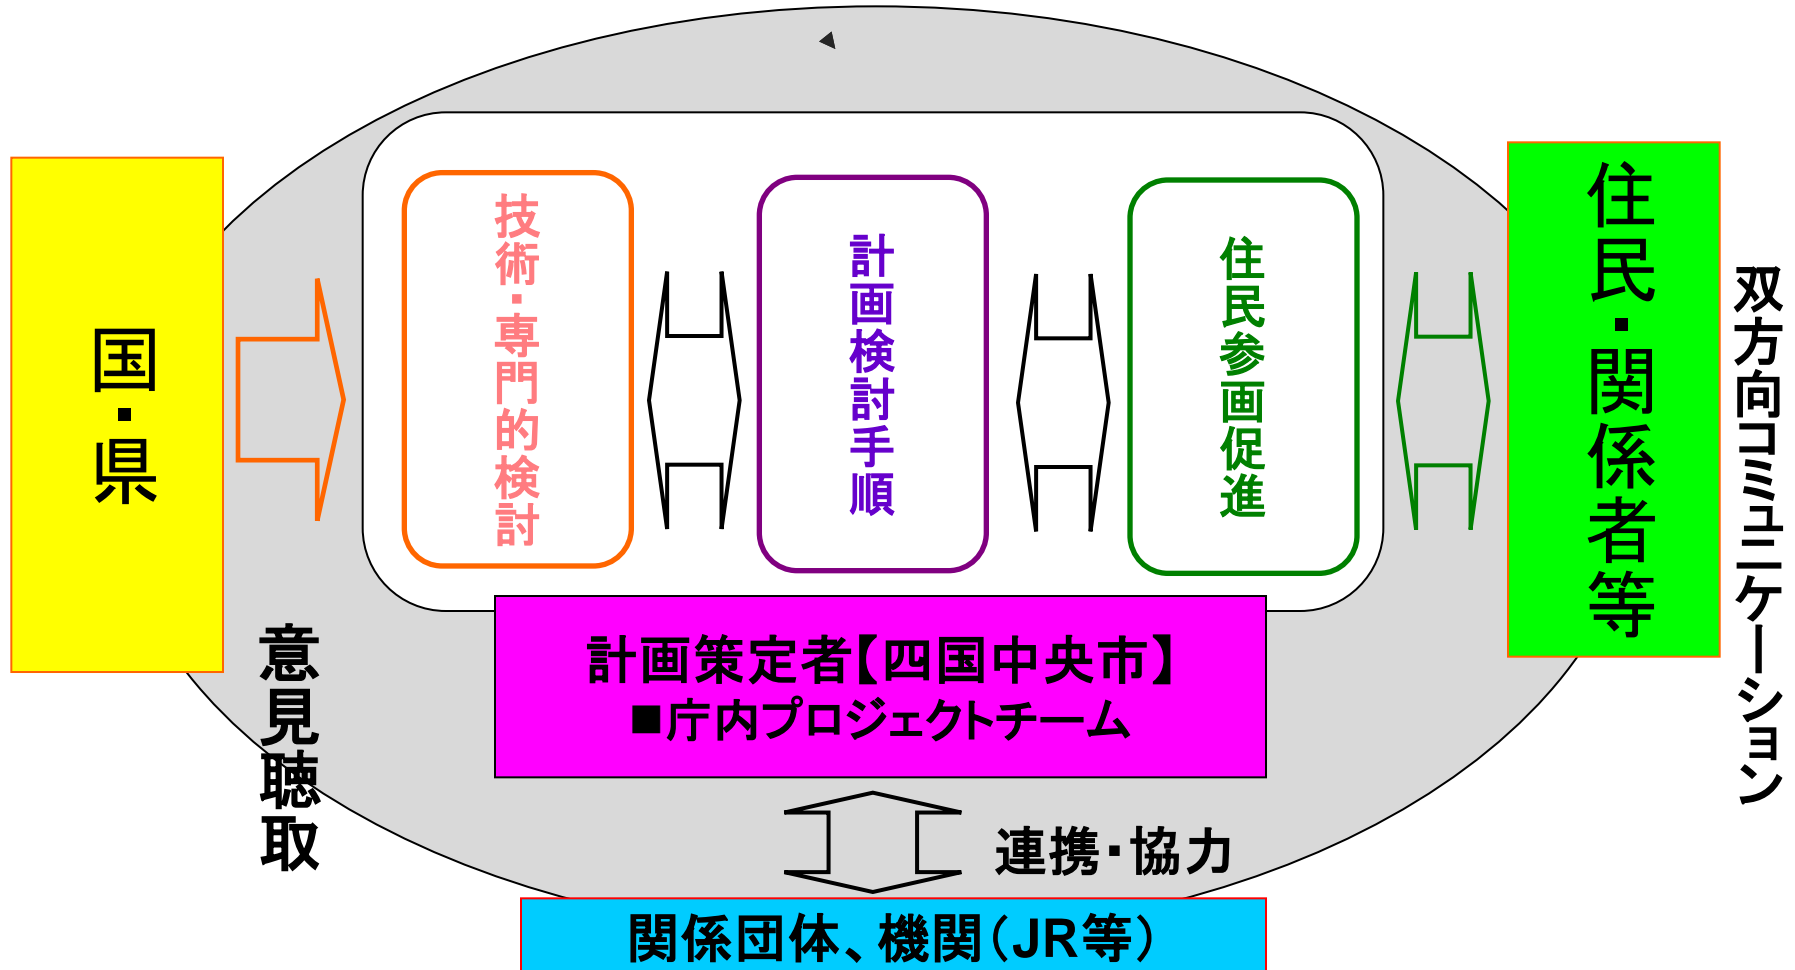 国・県
意見聴取
技術・専門的検討
計画検討手順
住民参画促進
住民・関係者等
双方向コミュニケーション
計画策定者【四国中央市】
■庁内プロジェクトチーム
連携・協力
関係団体、機関（JR等）